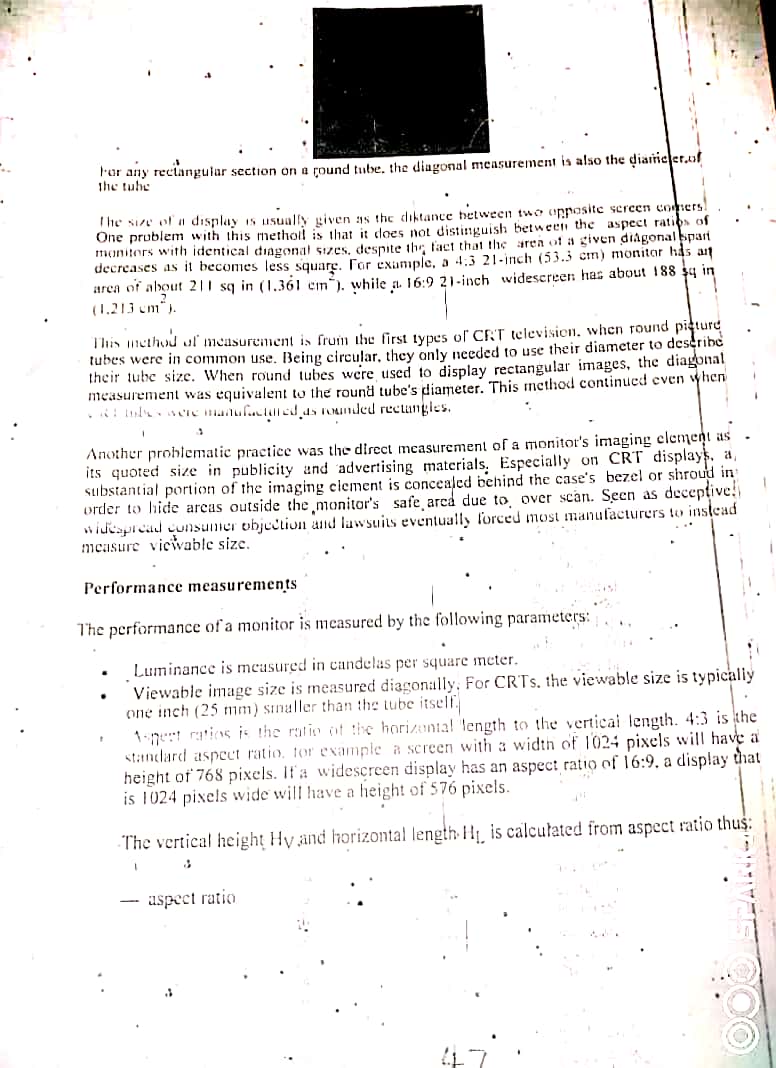 For any rectangular section on a round tube, the diagonal measurement is also the diameter of
the tube
The size of a display is usually given as the diktance between two opposite screen corners.
One problem with this method is that it does not distinguish between the aspect ratios of
monitors with identical diagonal sizes, despite the fact that the area of a given diagonal span
decreases as it becomes less square. For example, a 4:3 21-inch (53.3 cm) monitor has an
area of about 211 sq in (1.361 cm²), while a 16:9 21-inch widescreen has about 188 sq in
(1.213 cm²).
This method of measurement is from the first types of CRT television, when round picture
tubes were in common use. Being circular, they only needed to use their diameter to describe
their tube size. When round tubes were used to display rectangular images, the diagonal
measurement was equivalent to the round tube's diameter. This method continued even when
CRT tubes were manufactured as rounded rectangles.
Another problematic practice was the direct measurement of a monitor's imaging element as
its quoted size in publicity and advertising materials. Especially on CRT displays, a
substantial portion of the imaging element is concealed behind the case's bezel or shroud in
order to hide areas outside the monitor's safe area due to over scan. Seen as deceptive,
widespread consumer objection and lawsuits eventually forced most manufacturers to instead
measure viewable size.
Performance measurements
The performance of a monitor is measured by the following parameters:
• Luminance is measured in candelas per square meter.
• Viewable image size is measured diagonally. For CRTs, the viewable size is typically
one inch (25 mm) smaller than the tube itself.
Aspect ratios is the ratio of the horizontal length to the vertical length. 4:3 is the
standard aspect ratio, for example a screen with a width of 1024 pixels will have a
height of 768 pixels. If a widescreen display has an aspect ratio of 16:9, a display that
is 1024 pixels wide will have a height of 576 pixels.
The vertical height HV and horizontal length HL is calculated from aspect ratio thus:
— aspect ratio
47
SPARK